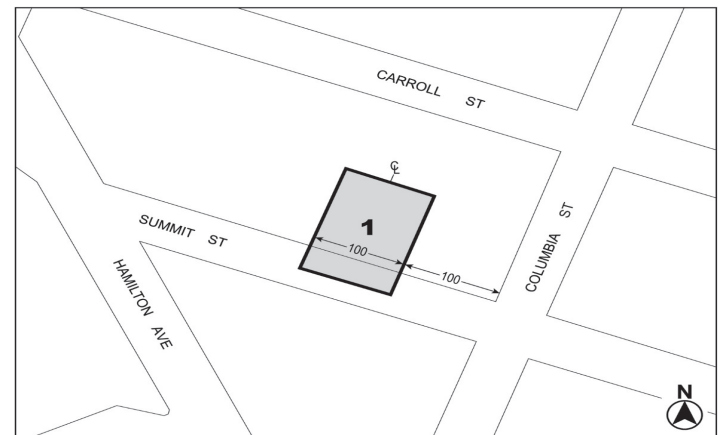 CARROLL ST
℄
1
SUMMIT ST
100
100
COLUMBIA ST
HAMILTON AVE
N